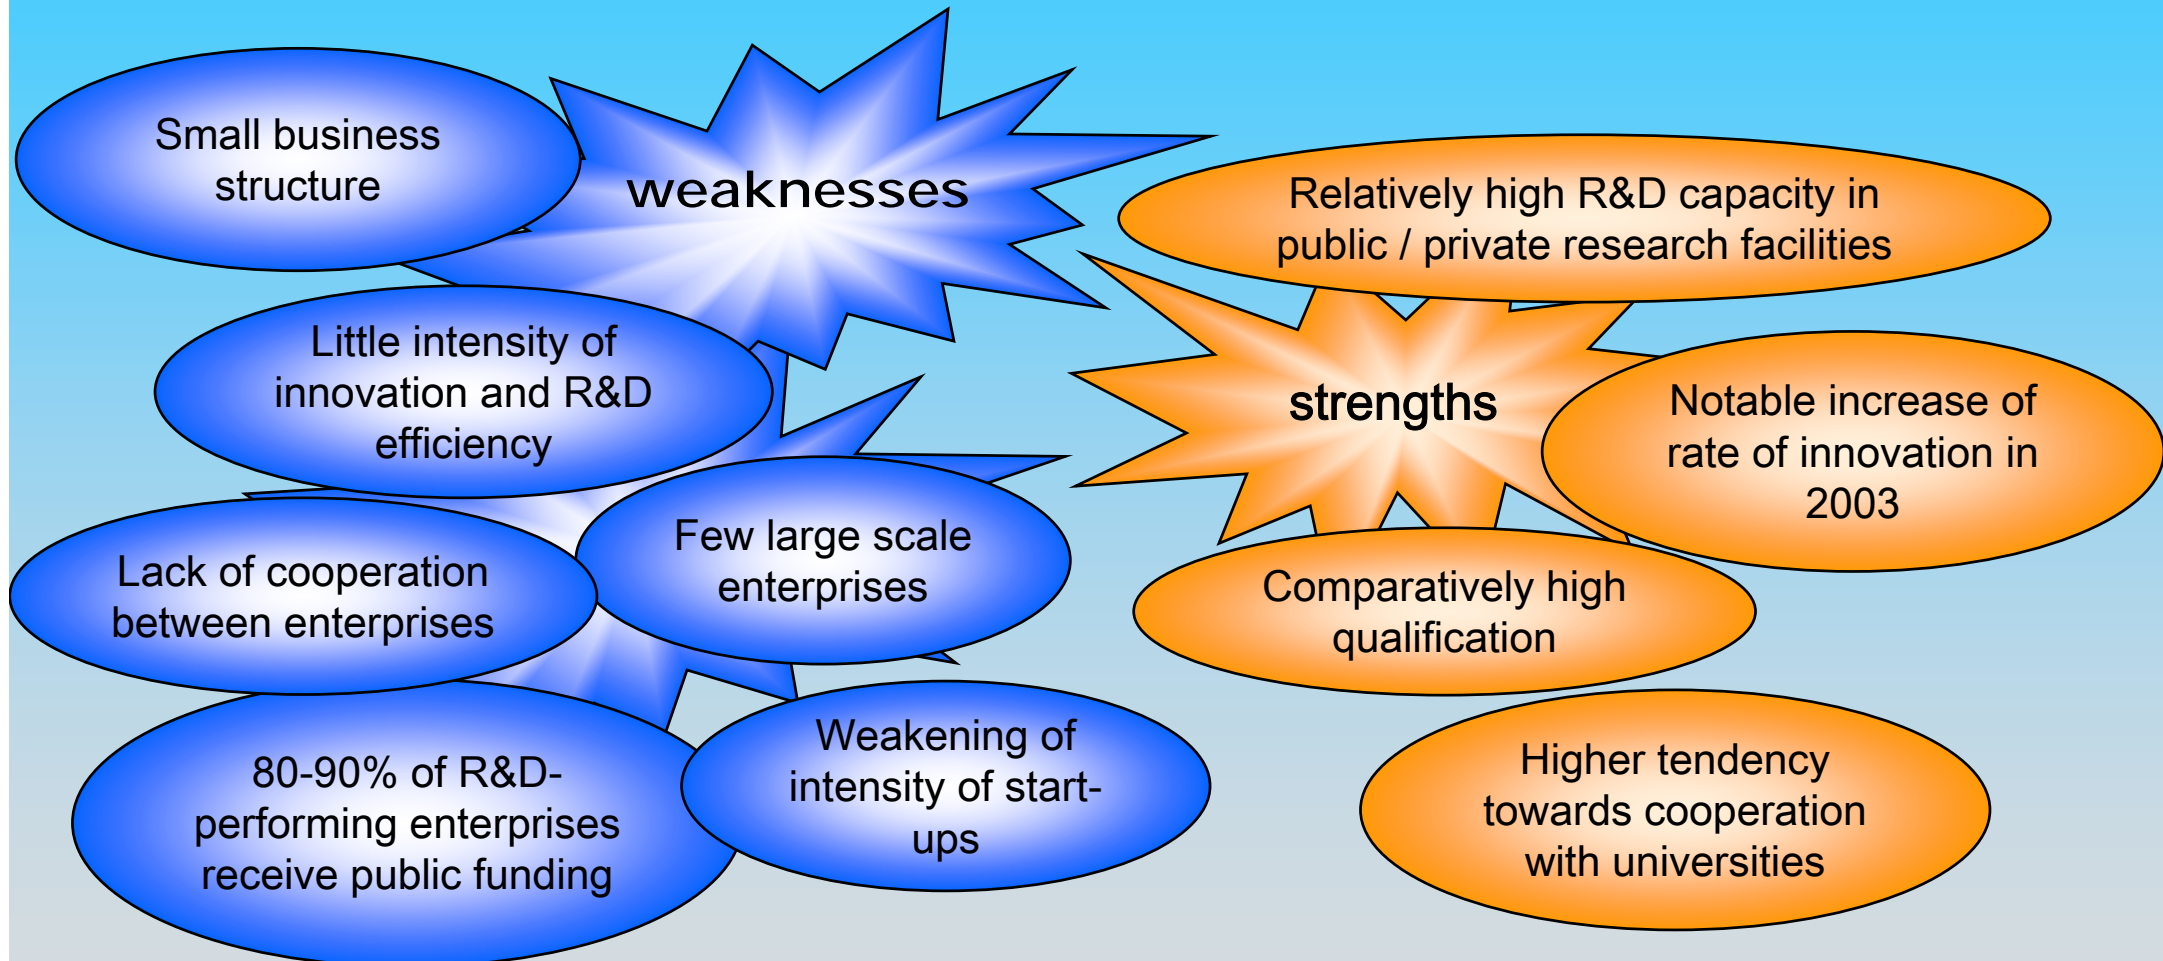 Small business
structure
weaknesses
Little intensity of
innovation and R&D
efficiency
Few large scale
enterprises
Lack of cooperation
between enterprises
80-90% of R&D-
performing enterprises
receive public funding
Weakening of
intensity of start-
ups
Relatively high R&D capacity in
public / private research facilities
strengths
Notable increase of
rate of innovation in
2003
Comparatively high
qualification
Higher tendency
towards cooperation
with universities